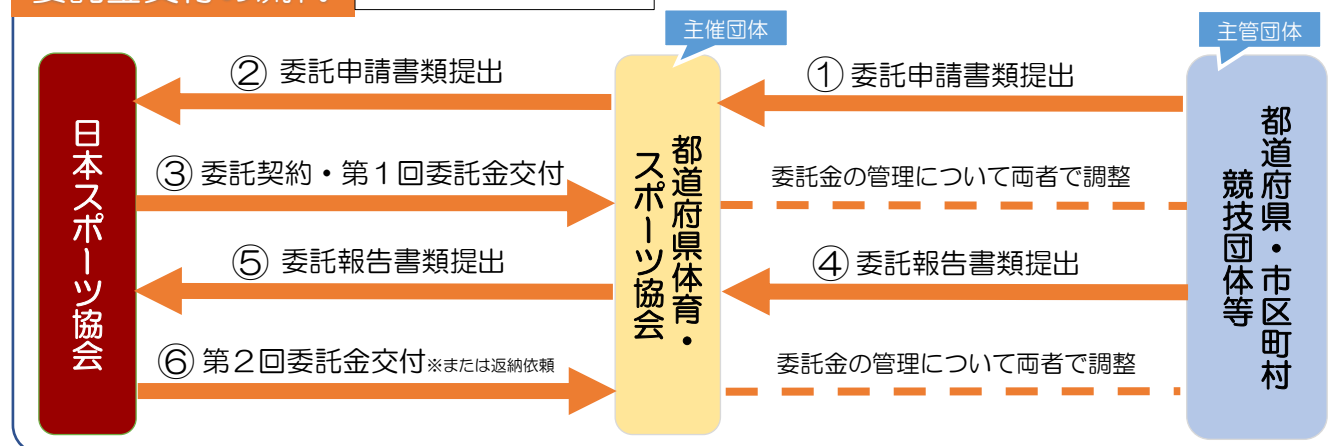 主催団体
主管団体
② 委託申請書類提出
① 委託申請書類提出
③ 委託契約・第1回委託金交付
委託金の管理について両者で調整
⑤ 委託報告書類提出
④ 委託報告書類提出
⑥ 第2回委託金交付※または返納依頼
委託金の管理について両者で調整
日本スポーツ協会
都道府県体育・
スポーツ協会
都道府県・市区町村
競技団体等